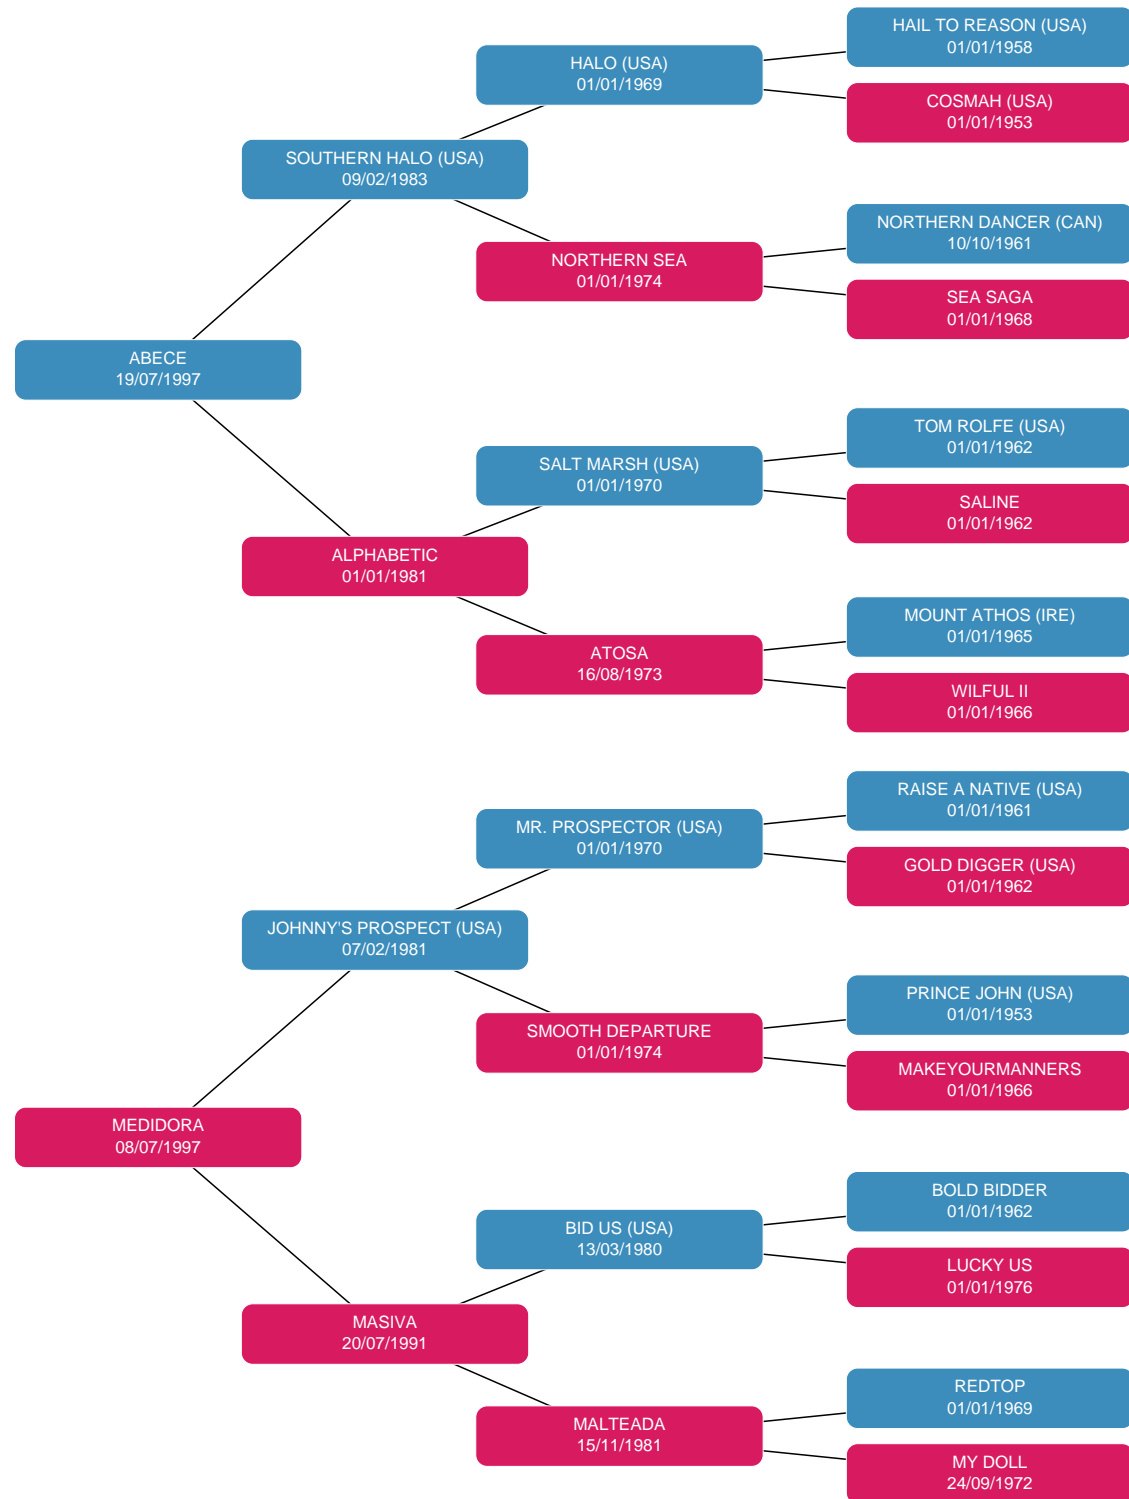 HAIL TO REASON (USA)
01/01/1958
HALO (USA)
01/01/1969
COSMAH (USA)
01/01/1953
SOUTHERN HALO (USA)
09/02/1983
NORTHERN DANCER (CAN)
10/10/1961
NORTHERN SEA
01/01/1974
SEA SAGA
01/01/1968
ABECE
19/07/1997
TOM ROLFE (USA)
01/01/1962
SALT MARSH (USA)
01/01/1970
SALINE
01/01/1962
ALPHABETIC
01/01/1981
MOUNT ATHOS (IRE)
01/01/1965
ATOSA
16/08/1973
WILFUL II
01/01/1966
RAISE A NATIVE (USA)
01/01/1961
MR. PROSPECTOR (USA)
01/01/1970
GOLD DIGGER (USA)
01/01/1962
JOHNNY'S PROSPECT (USA)
07/02/1981
PRINCE JOHN (USA)
01/01/1953
SMOOTH DEPARTURE
01/01/1974
MAKEYOURMANNERS
01/01/1966
MEDIDORA
08/07/1997
BOLD BIDDER
01/01/1962
BID US (USA)
13/03/1980
LUCKY US
01/01/1976
MASIVA
20/07/1991
REDTOP
01/01/1969
MALTEADA
15/11/1981
MY DOLL
24/09/1972